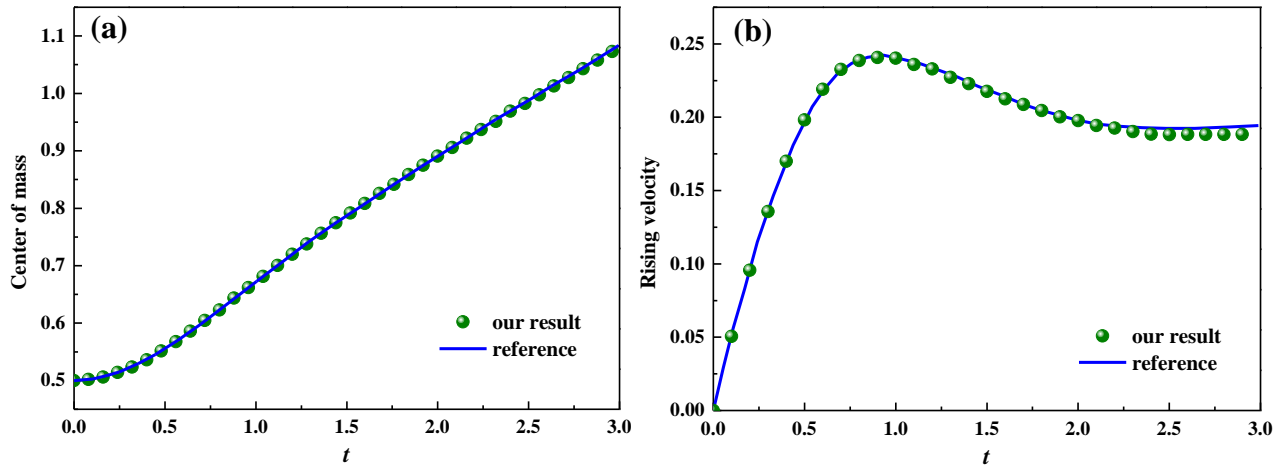 (a)
Center of mass
1.1
1.0
0.9
0.8
0.7
0.6
0.5
our result
reference
0.0 0.5 1.0 1.5 2.0 2.5 3.0
t
(b)
Rising velocity
0.25
0.20
0.15
0.10
0.05
0.00
our result
reference
0.0 0.5 1.0 1.5 2.0 2.5 3.0
t